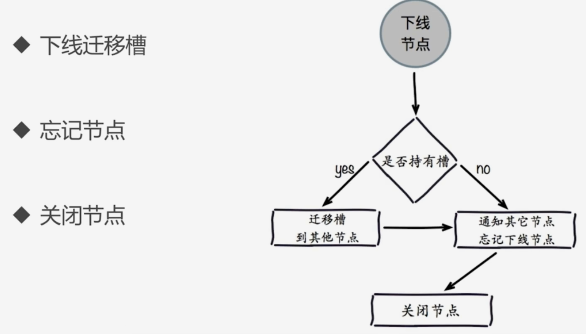 下线迁移槽
忘记节点
关闭节点
下线
节点
是否持有槽
yes
no
迁移槽
到其他节点
通知其它节点
忘记下线节点
关闭节点